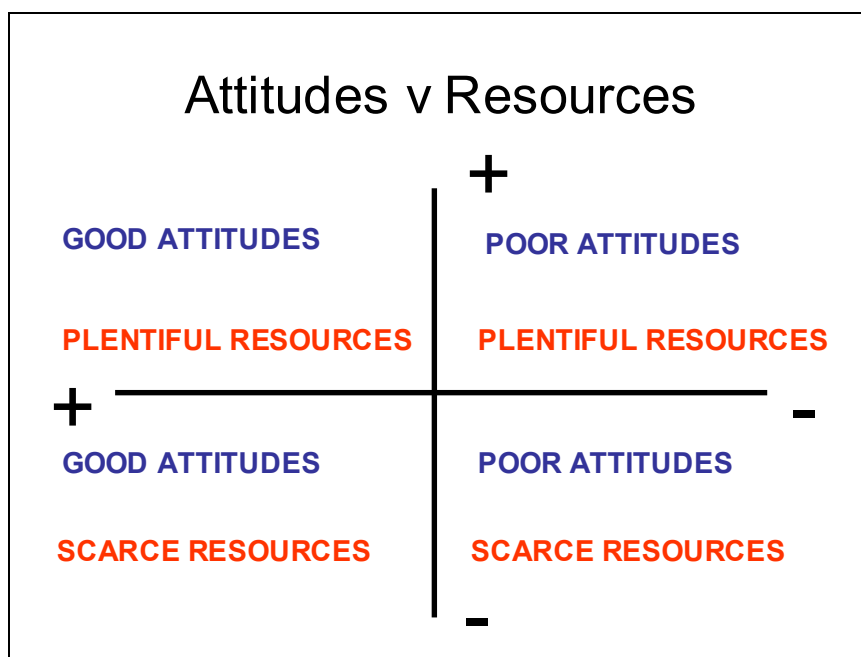 Attitudes v Resources
+
GOOD ATTITUDES
POOR ATTITUDES
PLENTIFUL RESOURCES
PLENTIFUL RESOURCES
+
-
GOOD ATTITUDES
POOR ATTITUDES
SCARCE RESOURCES
SCARCE RESOURCES
-